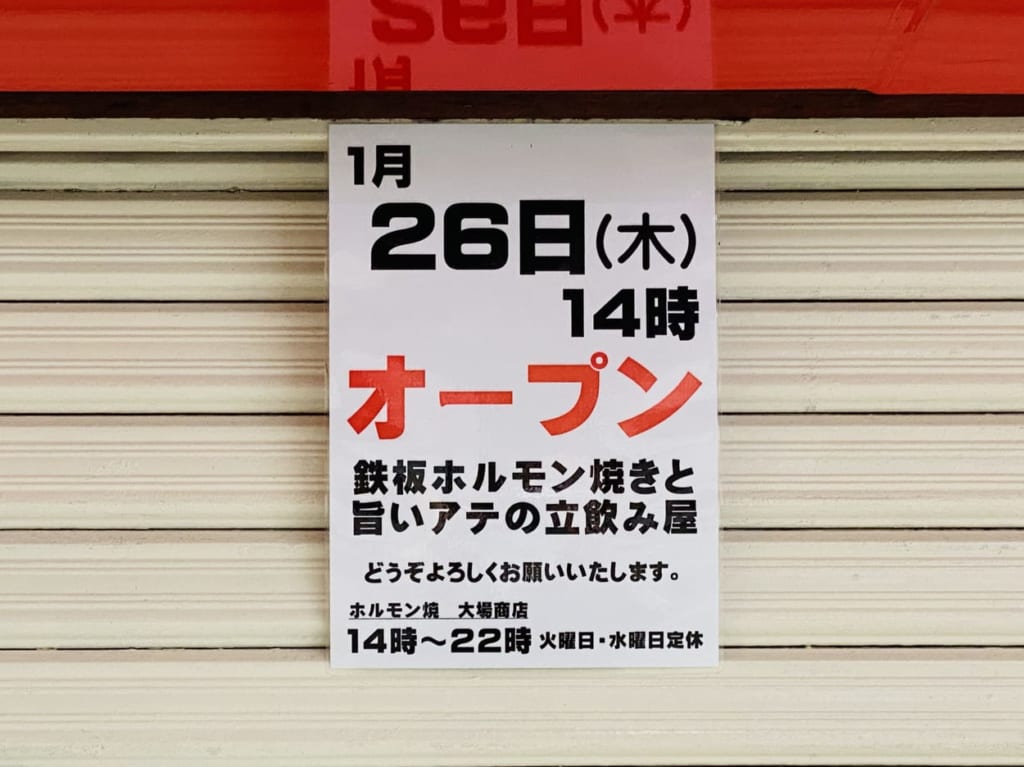 1月
26日(木)
14時
オープン
鉄板ホルモン焼きと
旨いアテの立飲み屋
どうぞよろしくお願いいたします。
ホルモン焼　大場商店
14時～22時 火曜日・水曜日定休